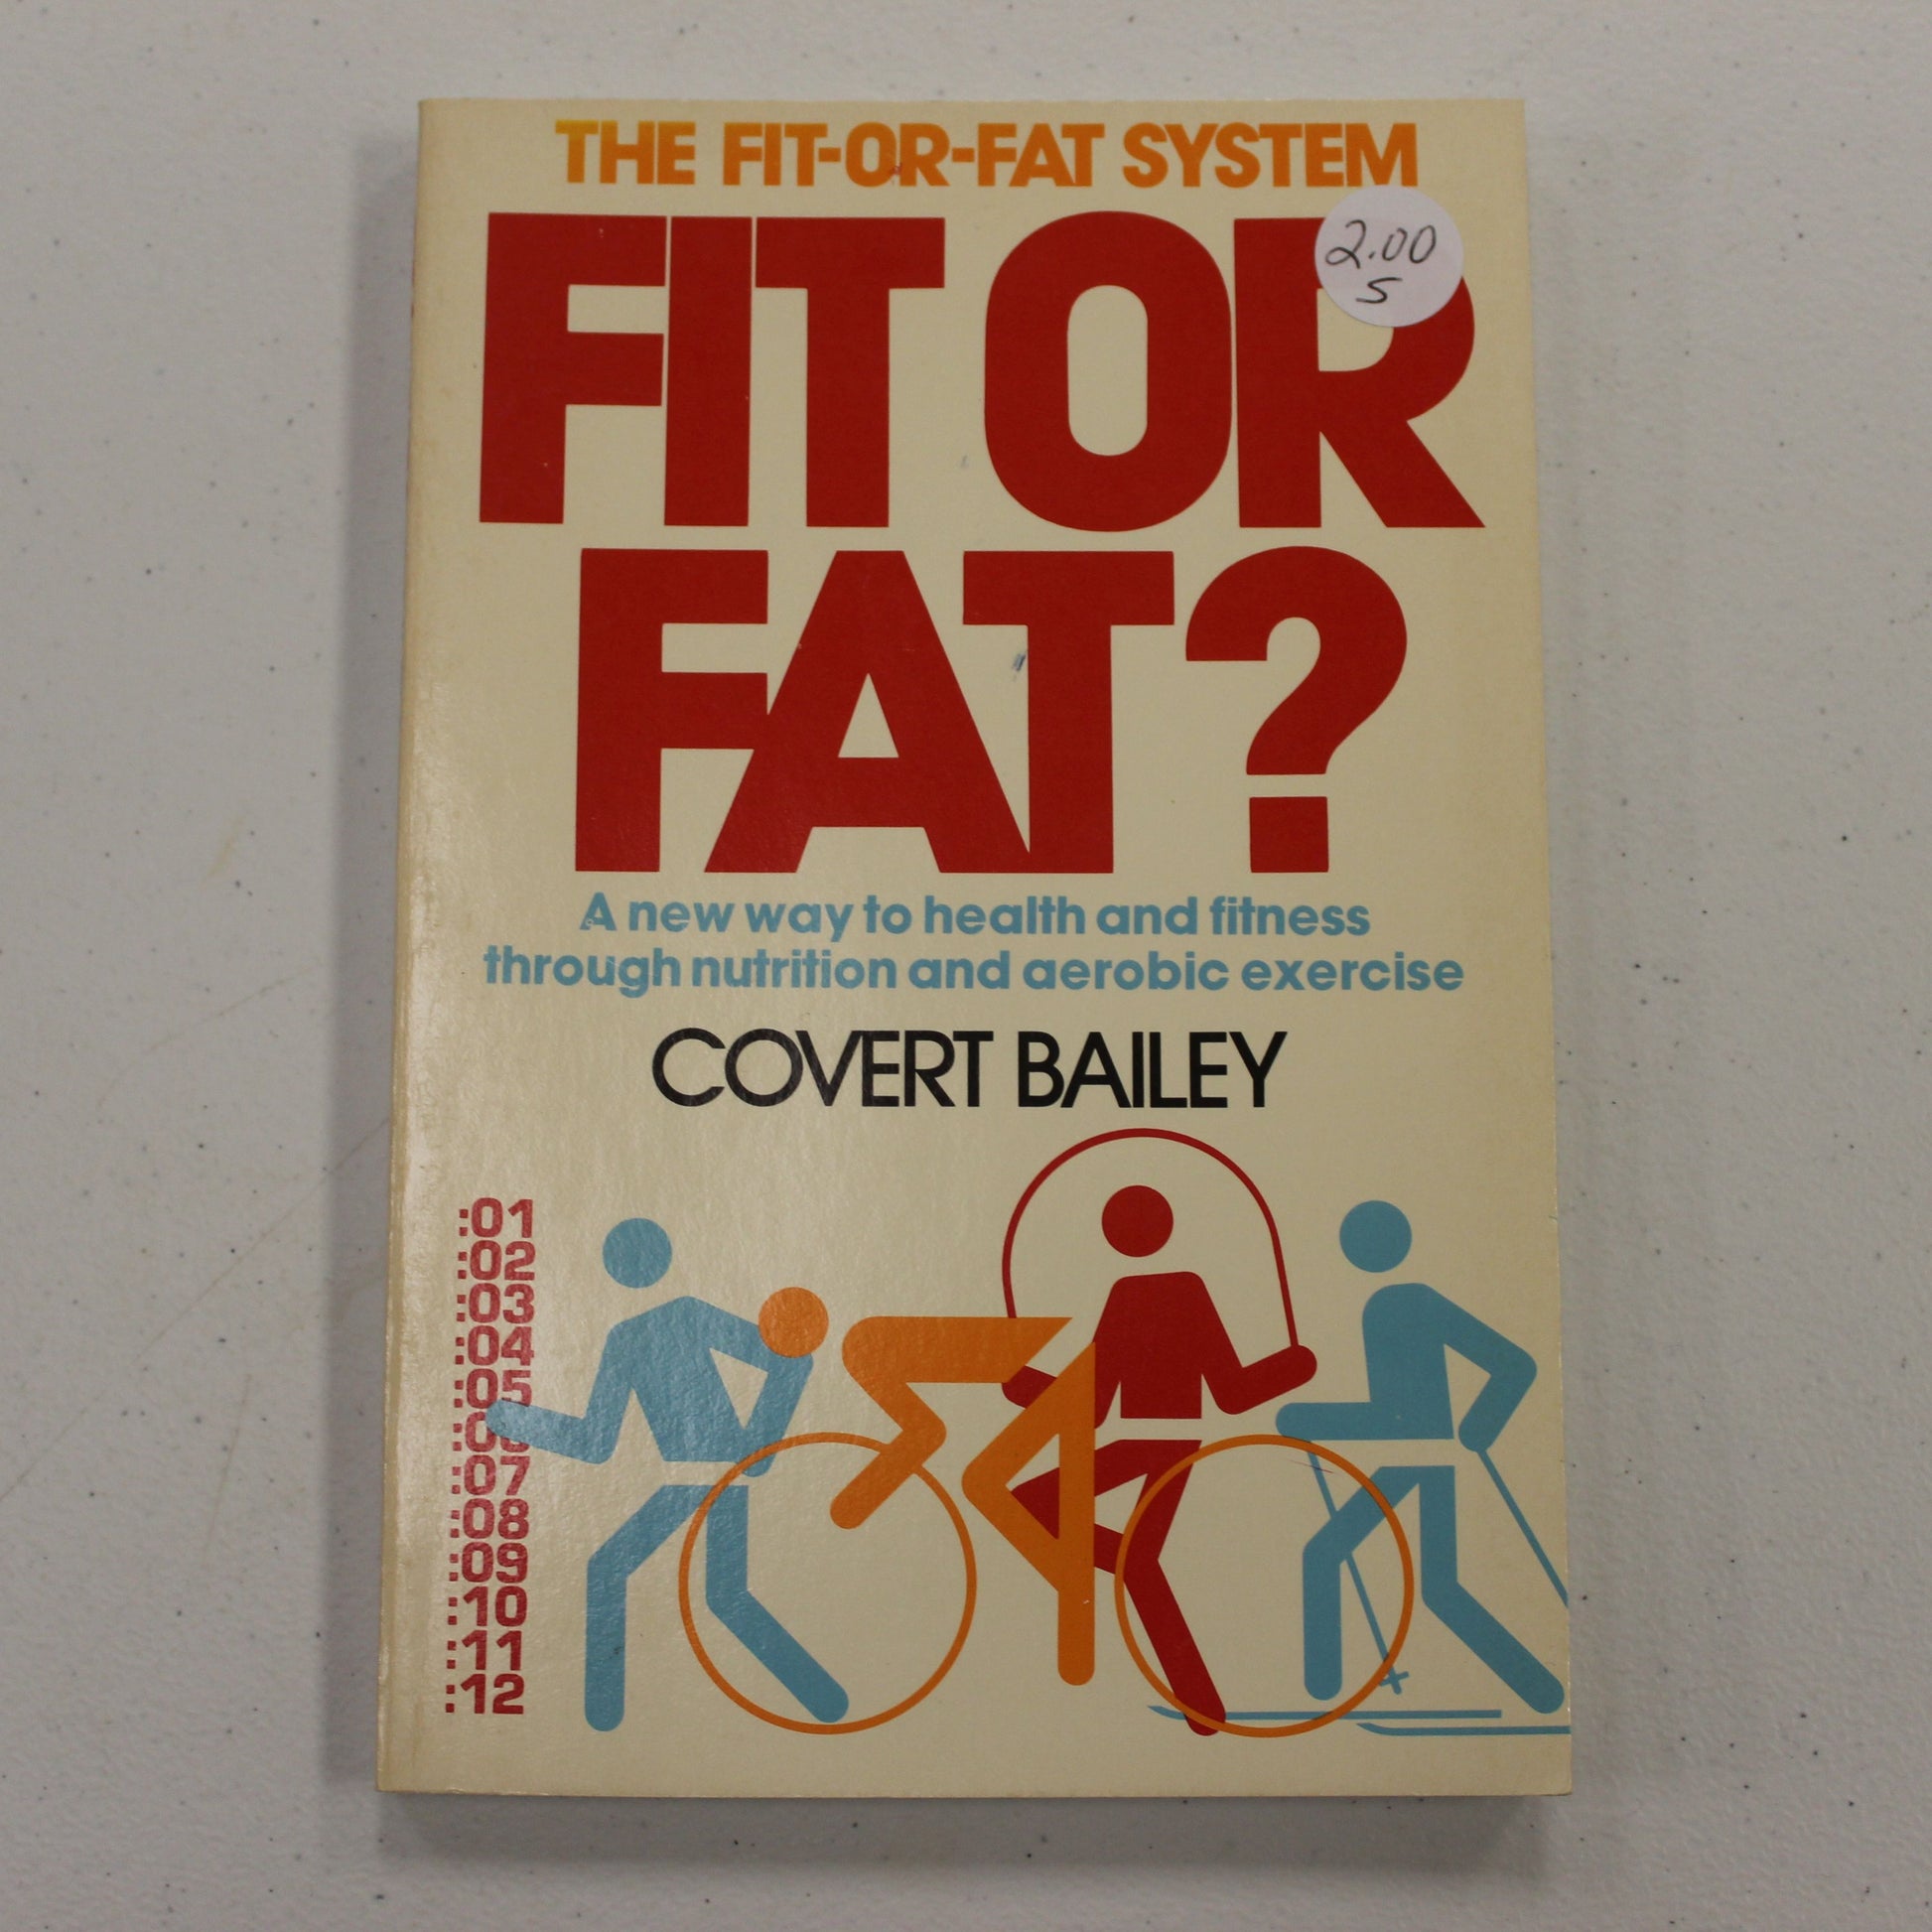 THE FIT-OR-FAT SYSTEM
FIT OR
2.00
S
FAT?
A new way to health and fitness
through nutrition and aerobic exercise
COVERT BAILEY
:01
:02
:03
:04
:05
:06
:07
:08
:09
:10
:11
:12